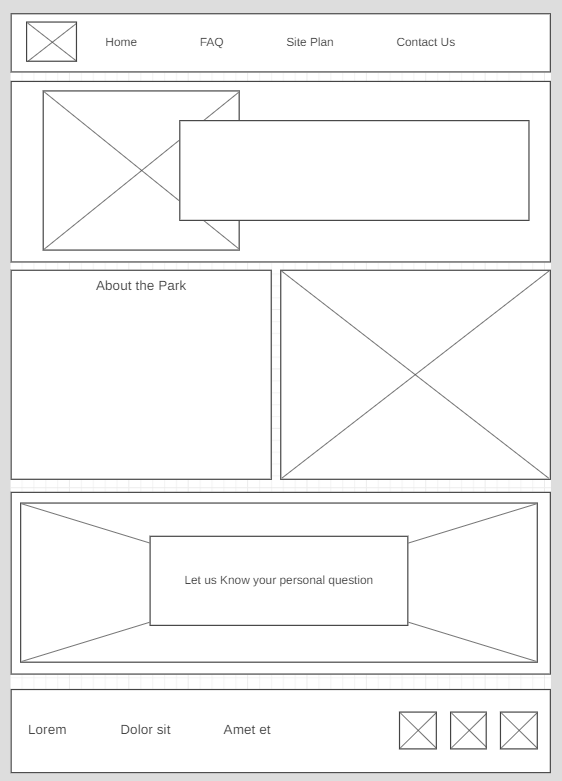 Home FAQ Site Plan Contact Us
About the Park
Let us Know your personal question
Lorem Dolor sit Amet et